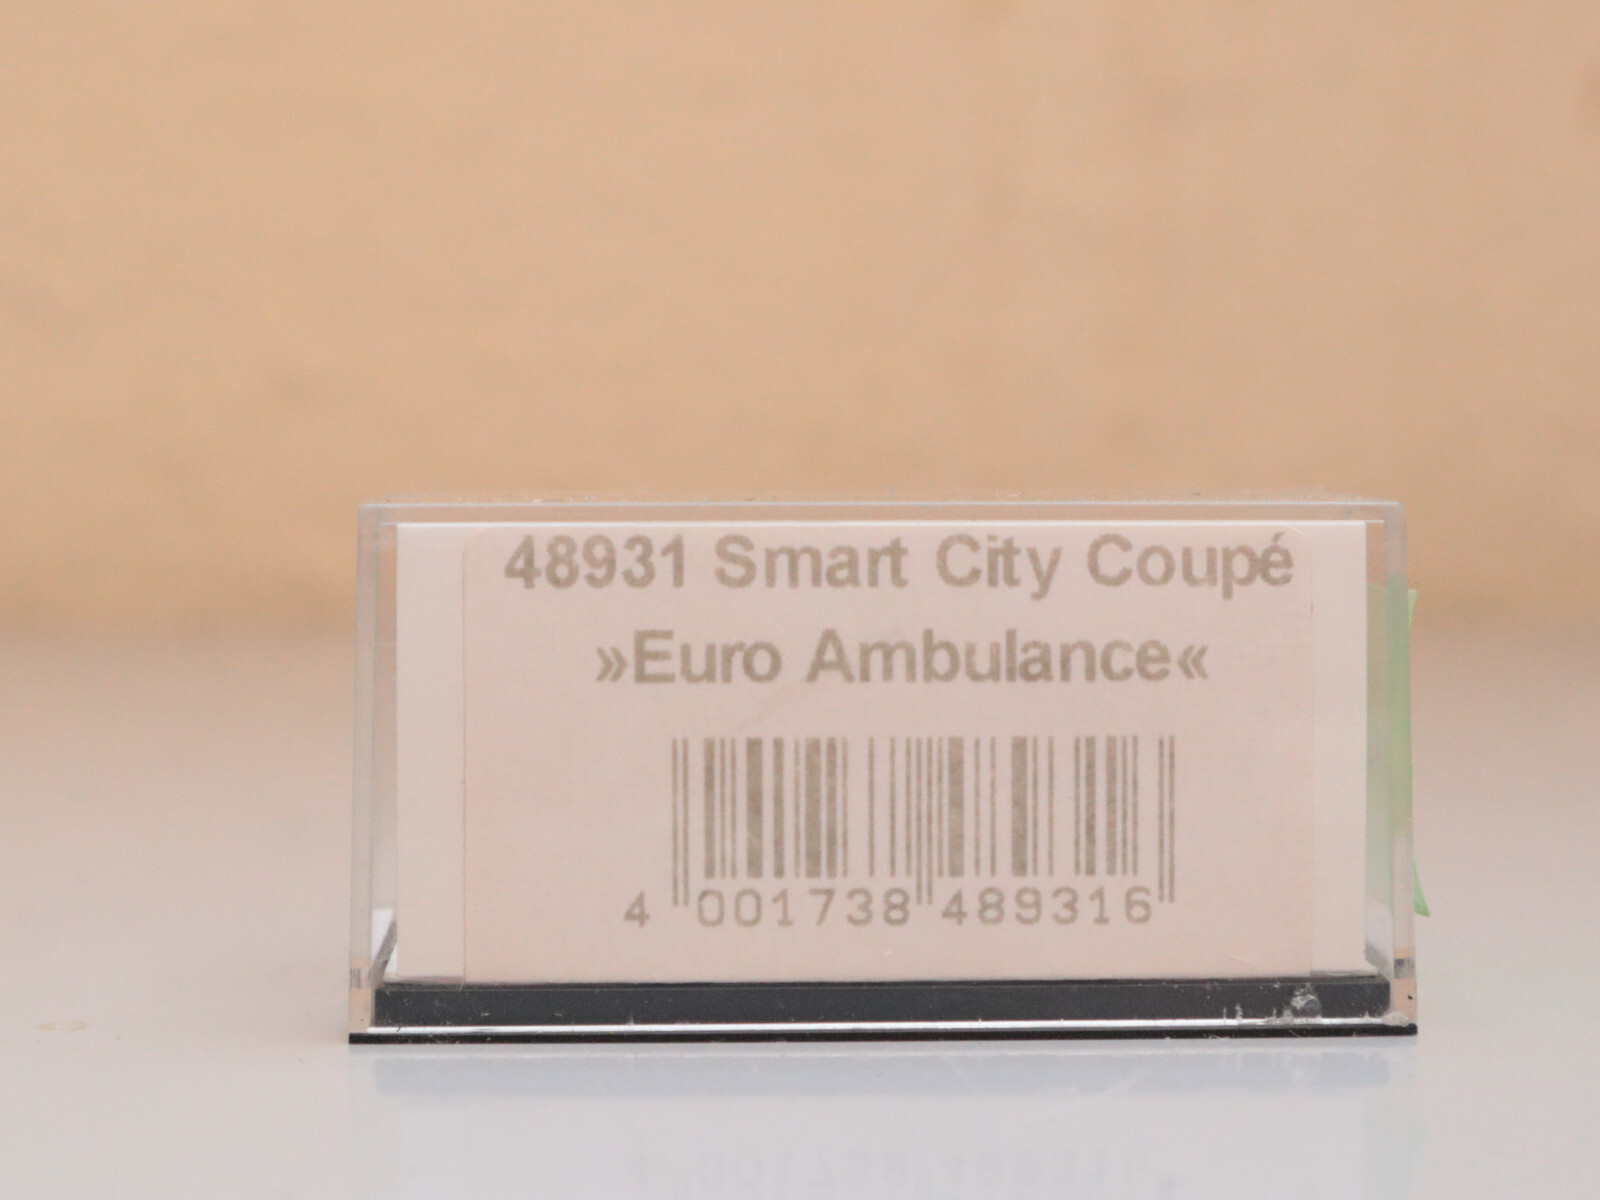 48931 Smart City Coupé
»Euro Ambulance«
4 001738 489316